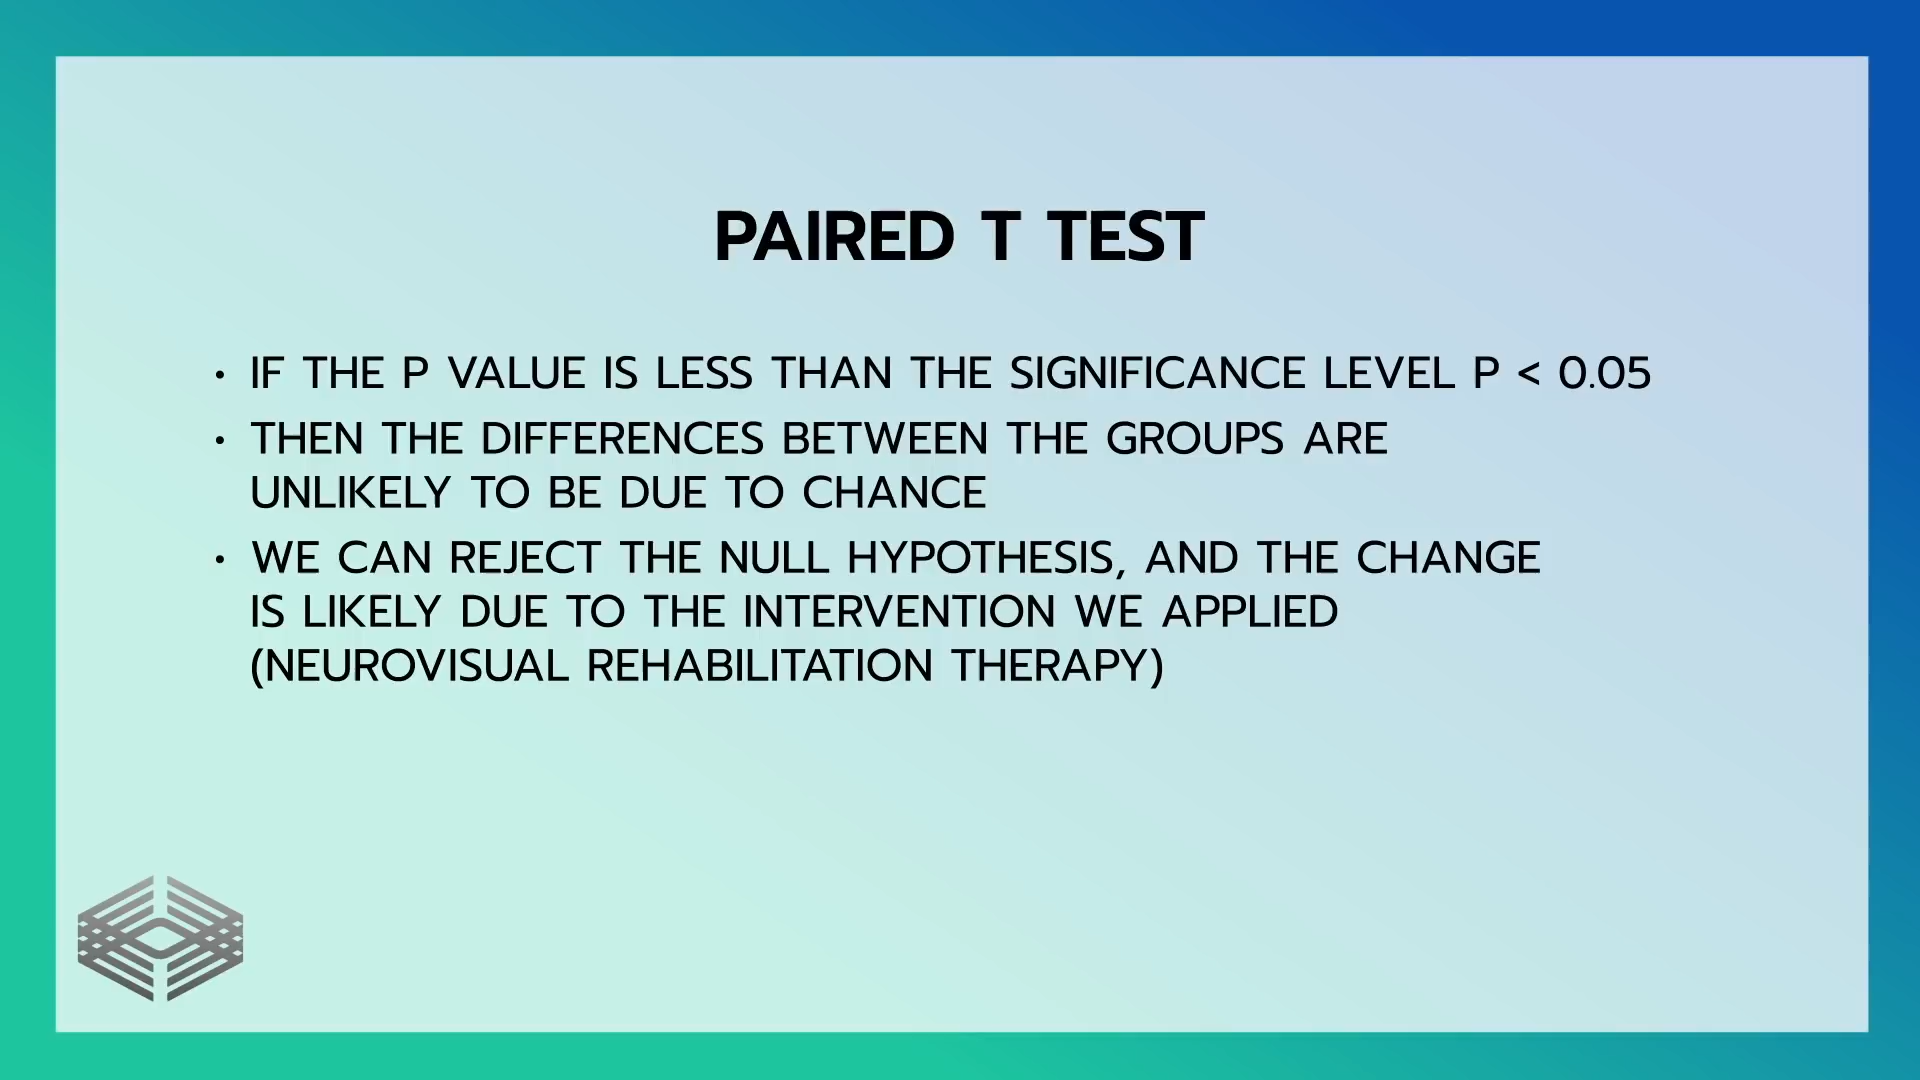 PAIRED T TEST
• IF THE P VALUE IS LESS THAN THE SIGNIFICANCE LEVEL P < 0.05
• THEN THE DIFFERENCES BETWEEN THE GROUPS ARE
UNLIKELY TO BE DUE TO CHANCE
• WE CAN REJECT THE NULL HYPOTHESIS, AND THE CHANGE
IS LIKELY DUE TO THE INTERVENTION WE APPLIED
(NEUROVISUAL REHABILITATION THERAPY)